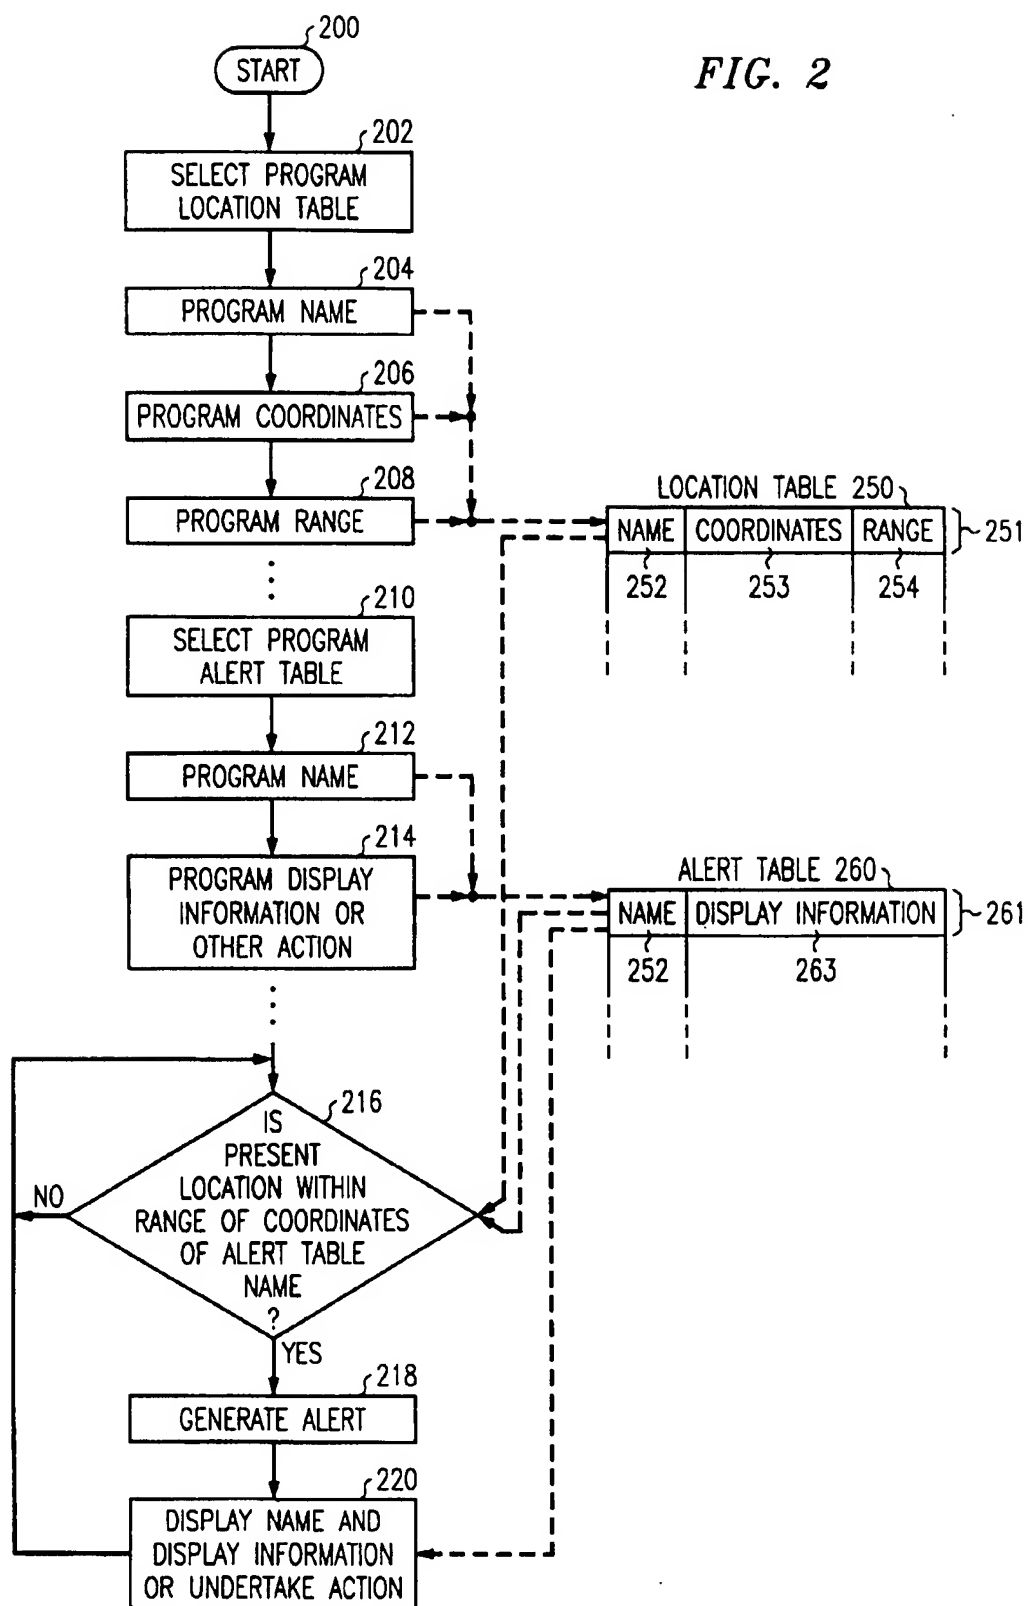 200
START
FIG. 2
202
SELECT PROGRAM
LOCATION TABLE
204
PROGRAM NAME
206
PROGRAM COORDINATES
208
PROGRAM RANGE
LOCATION TABLE 250
NAME COORDINATES RANGE
251
252 253 254
210
SELECT PROGRAM
ALERT TABLE
212
PROGRAM NAME
214
PROGRAM DISPLAY
INFORMATION OR
OTHER ACTION
ALERT TABLE 260
NAME DISPLAY INFORMATION
261
252 263
216
IS
PRESENT
LOCATION WITHIN
RANGE OF COORDINATES
OF ALERT TABLE
NAME
?
NO
YES
218
GENERATE ALERT
220
DISPLAY NAME AND
DISPLAY INFORMATION
OR UNDERTAKE ACTION